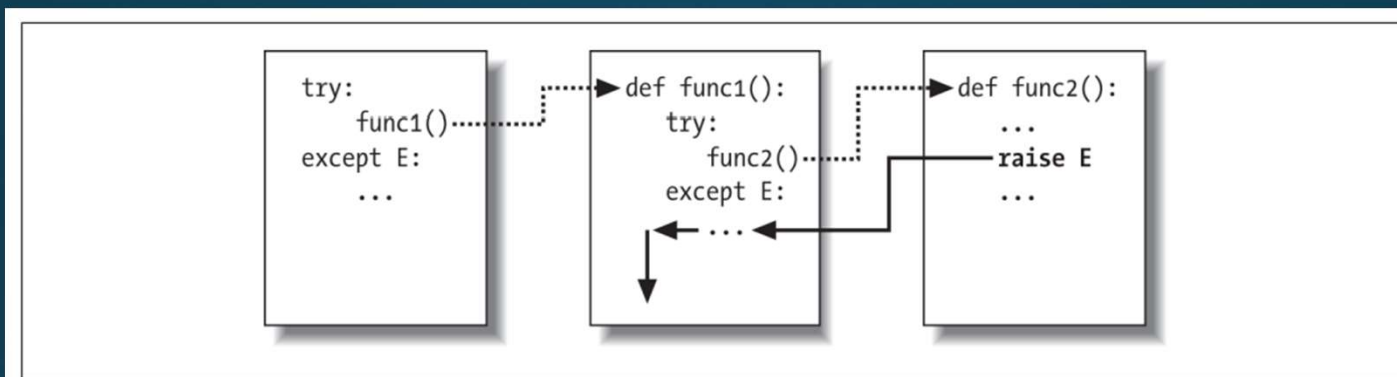 try:
func1()
except E:
...
def func1():
try:
func2()
except E:
...
def func2():
...
raise E
...